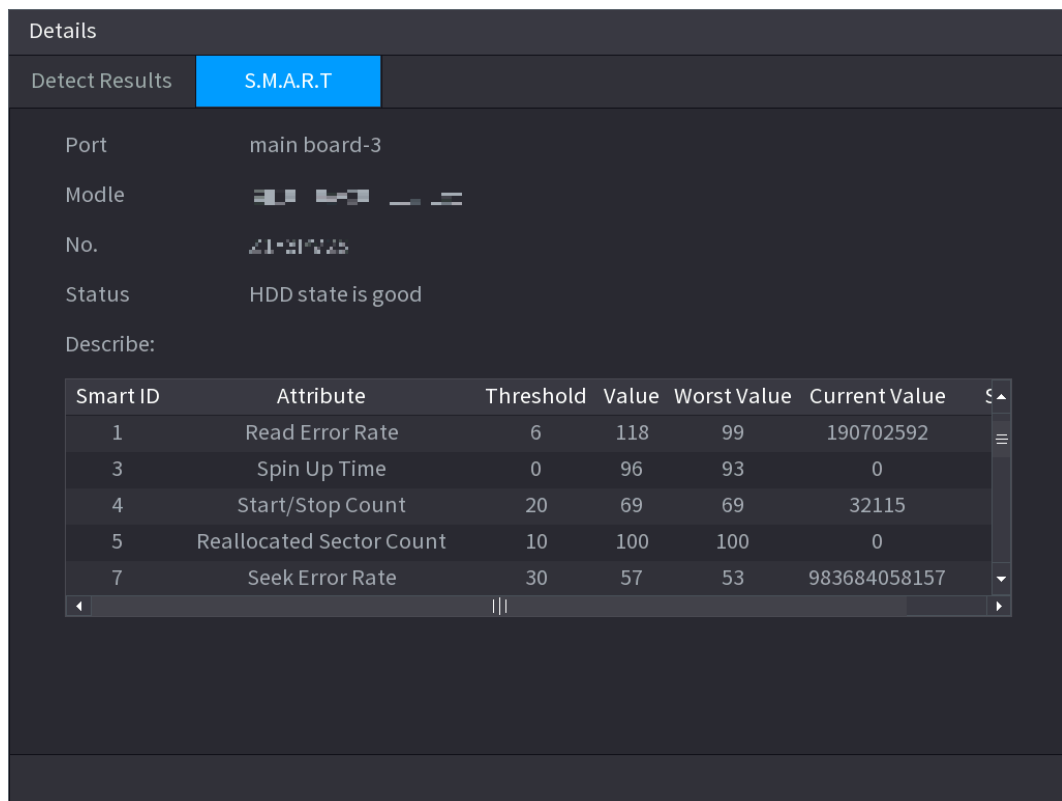 Details
Detect Results S.M.A.R.T
Port main board-3
Modle
No.
Status HDD state is good
Describe:
Smart ID Attribute Threshold Value Worst Value Current Value
1 Read Error Rate 6 118 99 190702592
3 Spin Up Time 0 96 93 0
4 Start/Stop Count 20 69 69 32115
5 Reallocated Sector Count 10 100 100 0
7 Seek Error Rate 30 57 53 983684058157